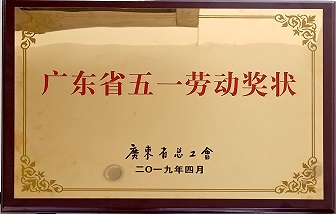 广东省五一劳动奖状
廣東省总工會
二〇一九年四月